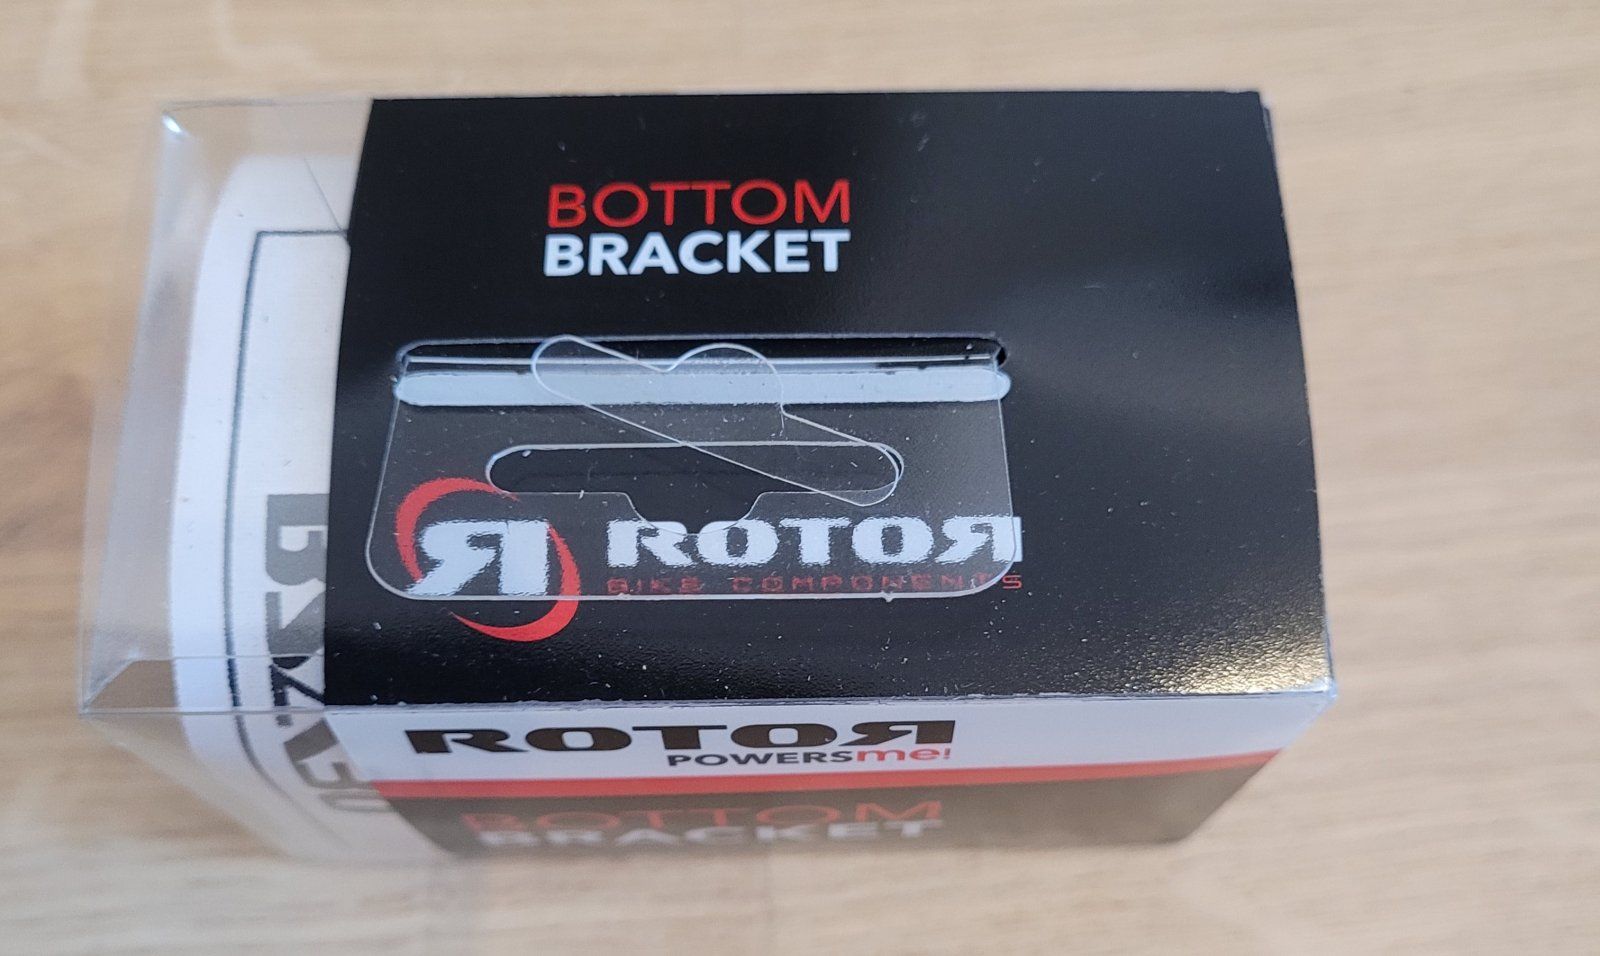 BOTTOM
BRACKET
ROTOR
BIKE COMPONENTS
ROTOR
POWERSme!
BOTTOM
BRACKET